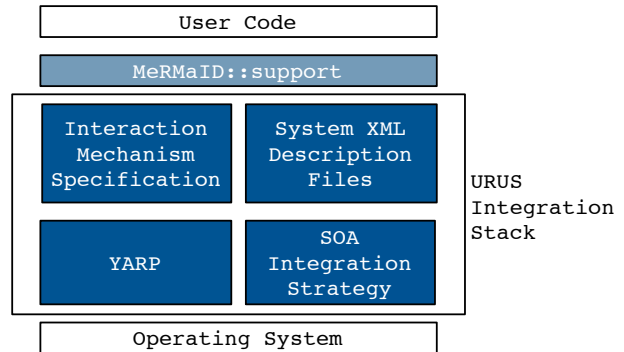 User Code
MeRMaID::support
Interaction
Mechanism
Specification
System XML
Description
Files
URUS
Integration
Stack
YARP
SOA
Integration
Strategy
Operating System